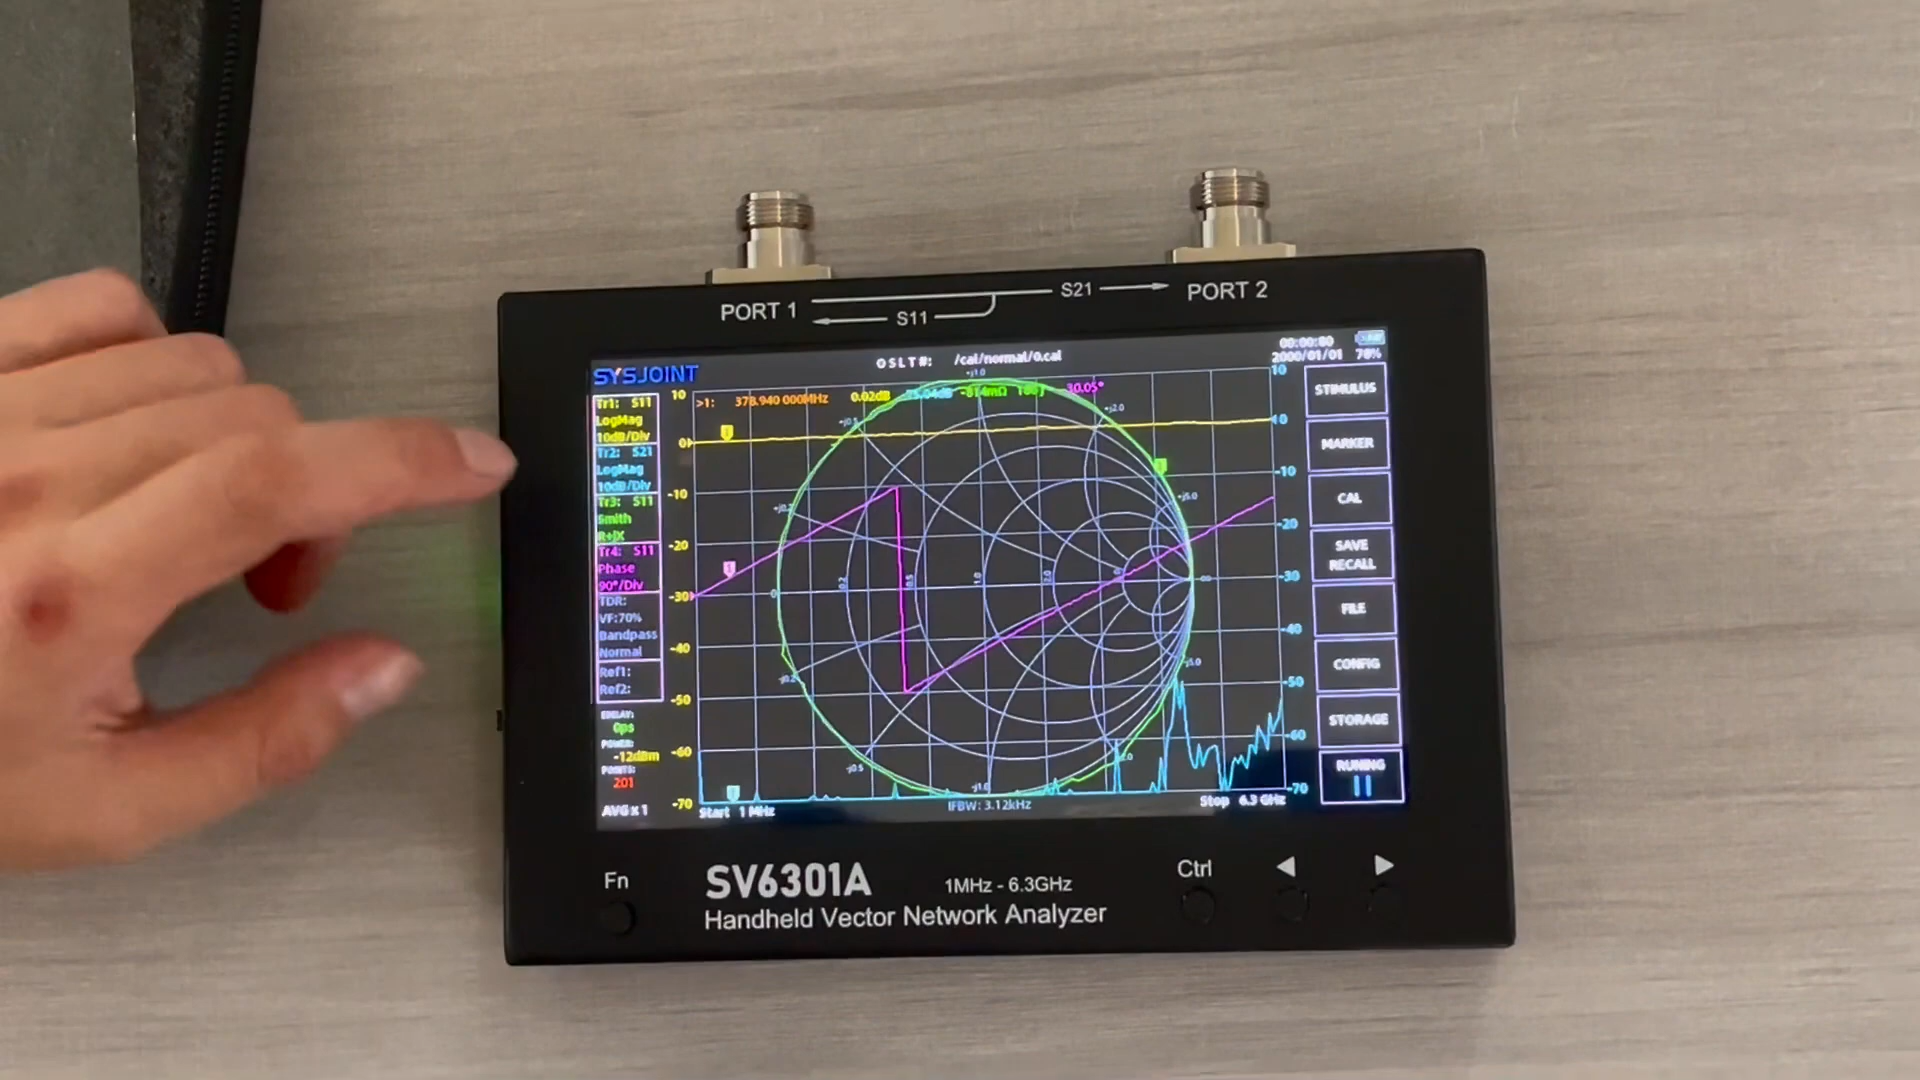 PORT 1
S11
S21
PORT 2
SYSJOINT
OSLT#: /cal/normal/0.cal
00:00:00
2000/01/01 78%
>1: 378.940 000MHz 0.02dB
Tr1: S11
LogMag
10dB/Div
Tr2: S21
LogMag
10dB/Div
Tr3: S11
Smith
R+jX
Tr4: S11
Phase
90°/Div
TDR:
VF:70%
Bandpass
Normal
Ref1:
Ref2:
EDELAY:
0ps
POWER:
-12dBm
POINTS:
201
AVG x 1
10
0
-10
-20
-30
-40
-50
-60
-70
10
0
-10
-20
-30
-40
-50
-60
-70
Start 1 MHz
IFBW: 3.12kHz
Stop 6.3 GHz
STIMULUS
MARKER
CAL
SAVE
RECALL
FILE
CONFIG
STORAGE
RUNING
Fn
SV6301A
1MHz - 6.3GHz
Handheld Vector Network Analyzer
Ctrl